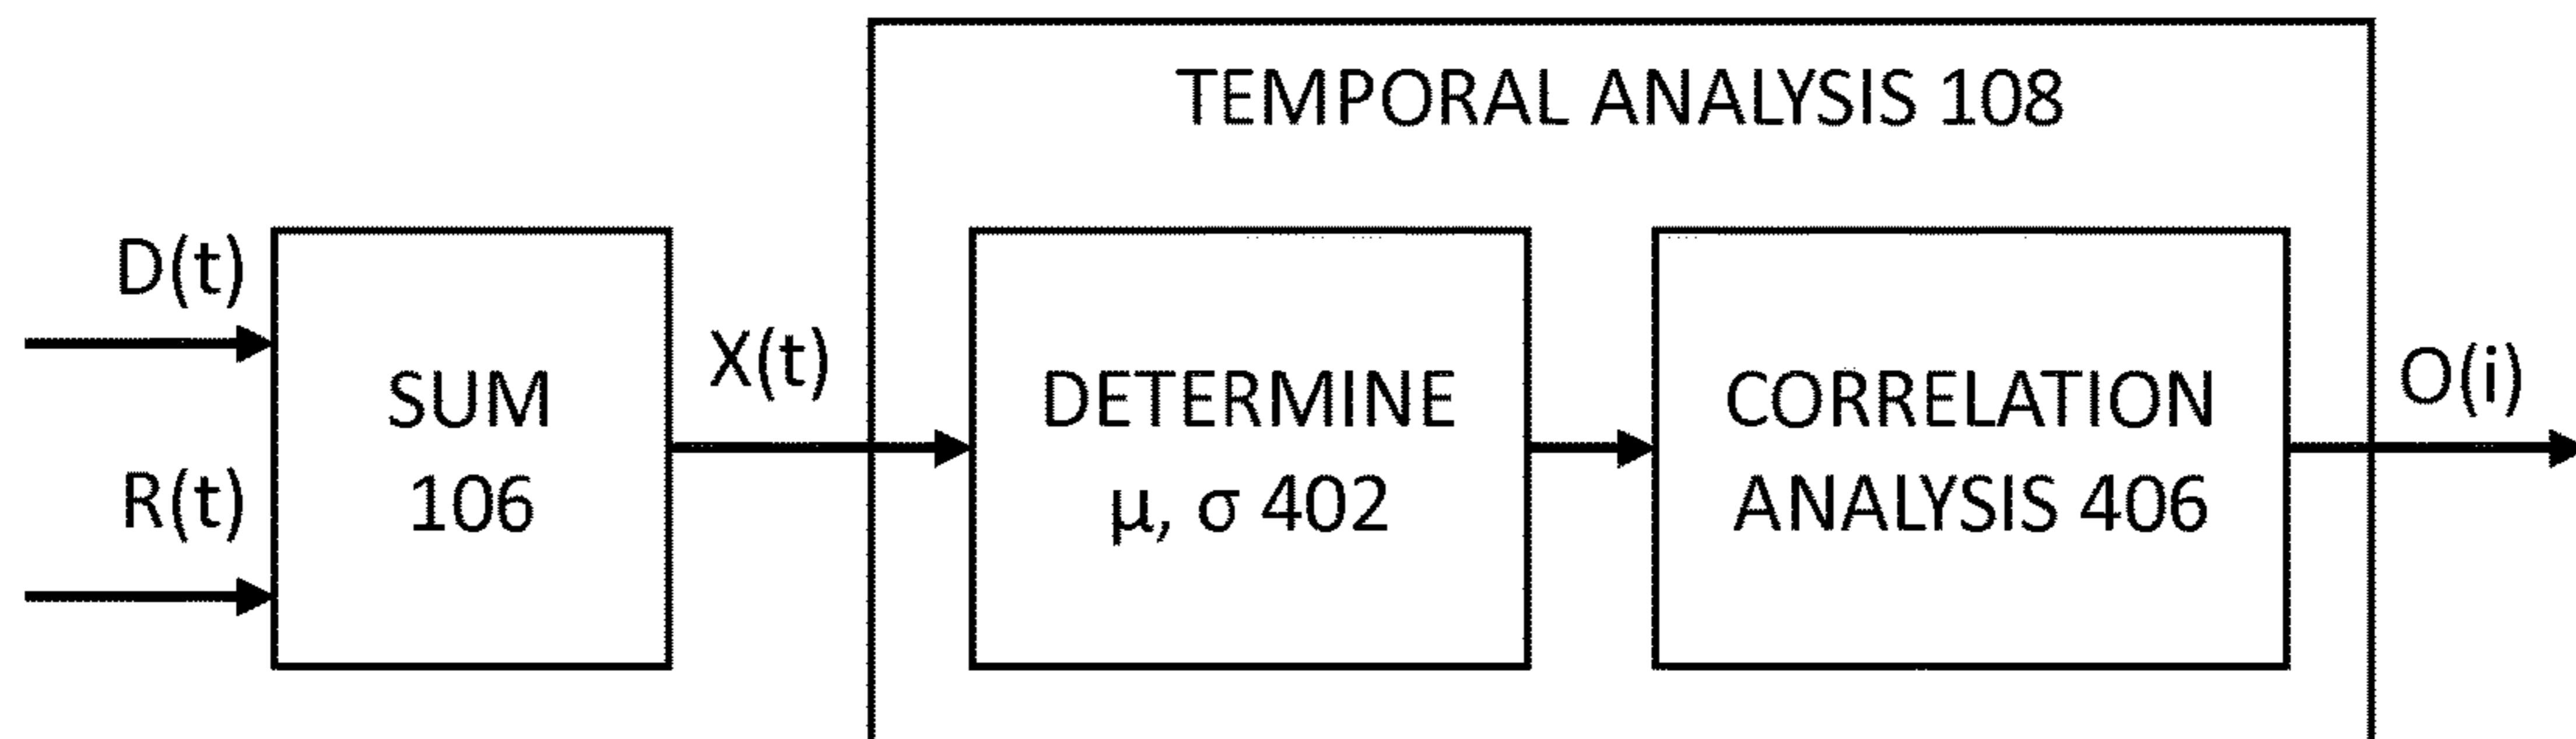 TEMPORAL ANALYSIS 108
D(t)
R(t)
SUM
106
X(t)
DETERMINE
μ, σ 402
CORRELATION
ANALYSIS 406
O(i)